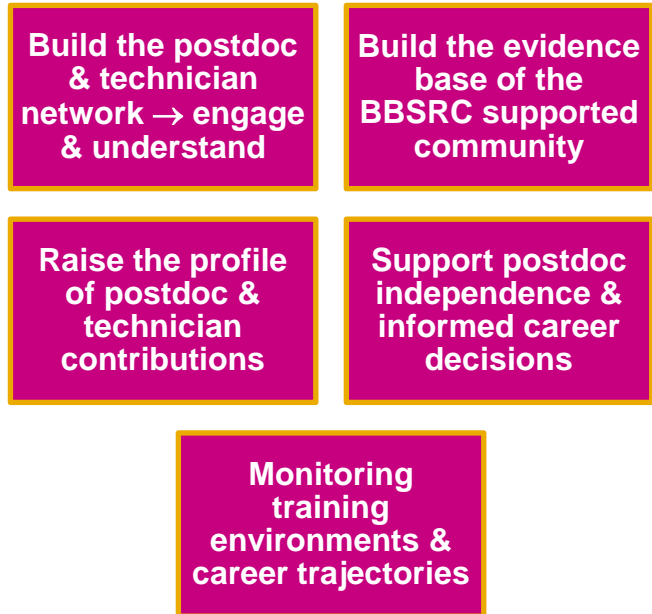 Build the postdoc
& technician
network → engage
& understand
Build the evidence
base of the
BBSRC supported
community
Raise the profile
of postdoc &
technician
contributions
Support postdoc
independence &
informed career
decisions
Monitoring
training
environments &
career trajectories